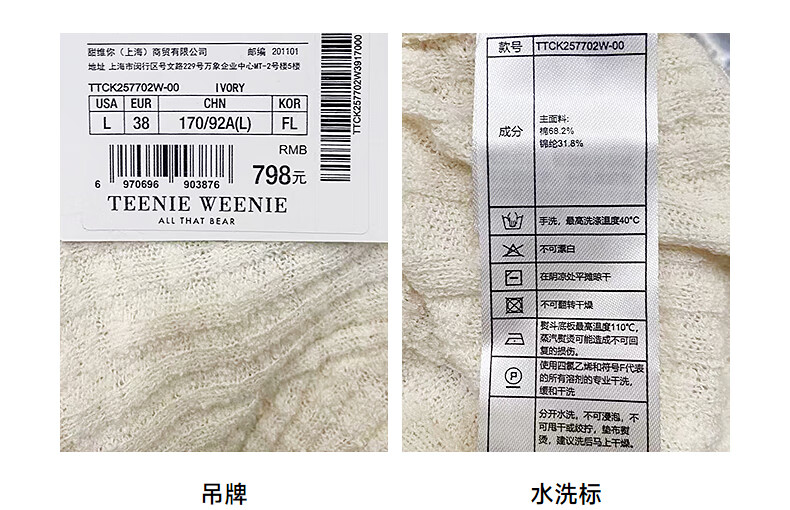 甜维你（上海）商贸有限公司 邮编 201101
地址 上海市闵行区号文路229号万象企业中心MT-2号楼5楼
TTCK257702W-00 IVORY
USA EUR CHN KOR
L 38 170/92A(L) FL
RMB
798元
6 970696 903876
TEENIE WEENIE
ALL THAT BEAR
TTCK257702W3917000
款号 TTCK257702W-00
成分
主面料:
棉68.2%
锦纶31.8%
手洗，最高洗涤温度40°C
不可漂白
在阴凉处平摊晾干
不可翻转干燥
熨斗底板最高温度110℃,
蒸汽熨烫可能造成不可回
复的损伤。
使用四氯乙烯和符号F代表
的所有溶剂的专业干洗,
缓和干洗
分开水洗，不可浸泡，不
可甩干或绞拧，垫布熨
烫，建议洗后马上干燥。
吊牌
水洗标